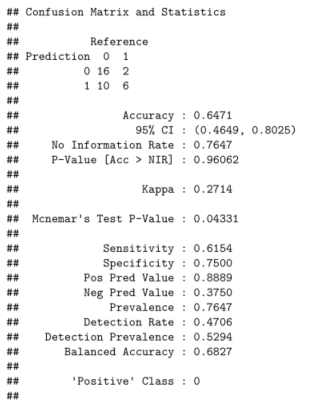 ## Confusion Matrix and Statistics
##
##           Reference
## Prediction  0  1
##          0 16  2
##          1 10  6
##
##                Accuracy : 0.6471
##                  95% CI : (0.4649, 0.8025)
##     No Information Rate : 0.7647
##     P-Value [Acc > NIR] : 0.96062
##
##                   Kappa : 0.2714
##
##  Mcnemar's Test P-Value : 0.04331
##
##             Sensitivity : 0.6154
##             Specificity : 0.7500
##          Pos Pred Value : 0.8889
##          Neg Pred Value : 0.3750
##              Prevalence : 0.7647
##          Detection Rate : 0.4706
##    Detection Prevalence : 0.5294
##       Balanced Accuracy : 0.6827
##
##        'Positive' Class : 0
##